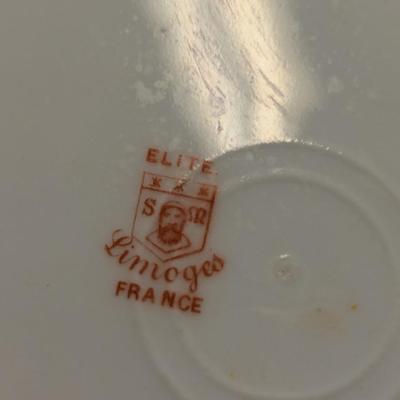 ELITE
S M
Limoges
FRANCE